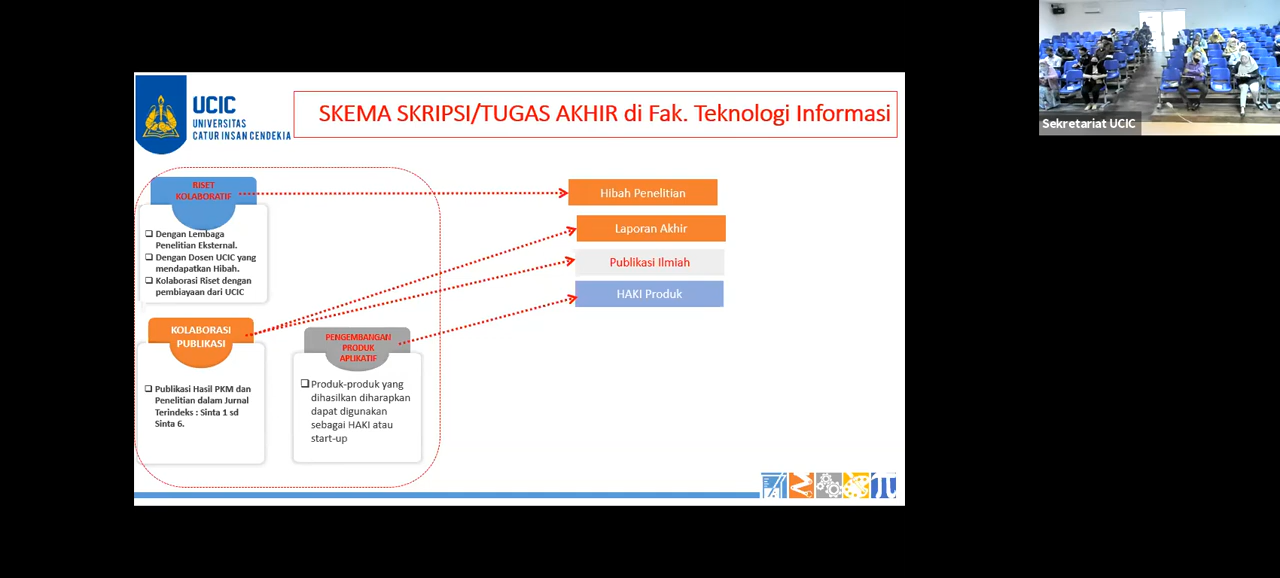 UCIC
UNIVERSITAS
CATUR INSAN CENDEKIA
SKEMA SKRIPSI/TUGAS AKHIR di Fak. Teknologi Informasi
Sekretariat UCIC
RISET
KOLABORATIF
❑ Dengan Lembaga
Penelitian Eksternal.
❑ Dengan Dosen UCIC yang
mendapatkan Hibah.
❑ Kolaborasi Riset dengan
pembiayaan dari UCIC
Hibah Penelitian
Laporan Akhir
Publikasi Ilmiah
HAKI Produk
KOLABORASI
PUBLIKASI
❑ Publikasi Hasil PKM dan
Penelitian dalam Jurnal
Terindeks : Sinta 1 sd
Sinta 6.
PENGEMBANGAN
PRODUK
APLIKATIF
❑ Produk-produk yang
dihasilkan diharapkan
dapat digunakan
sebagai HAKI atau
start-up